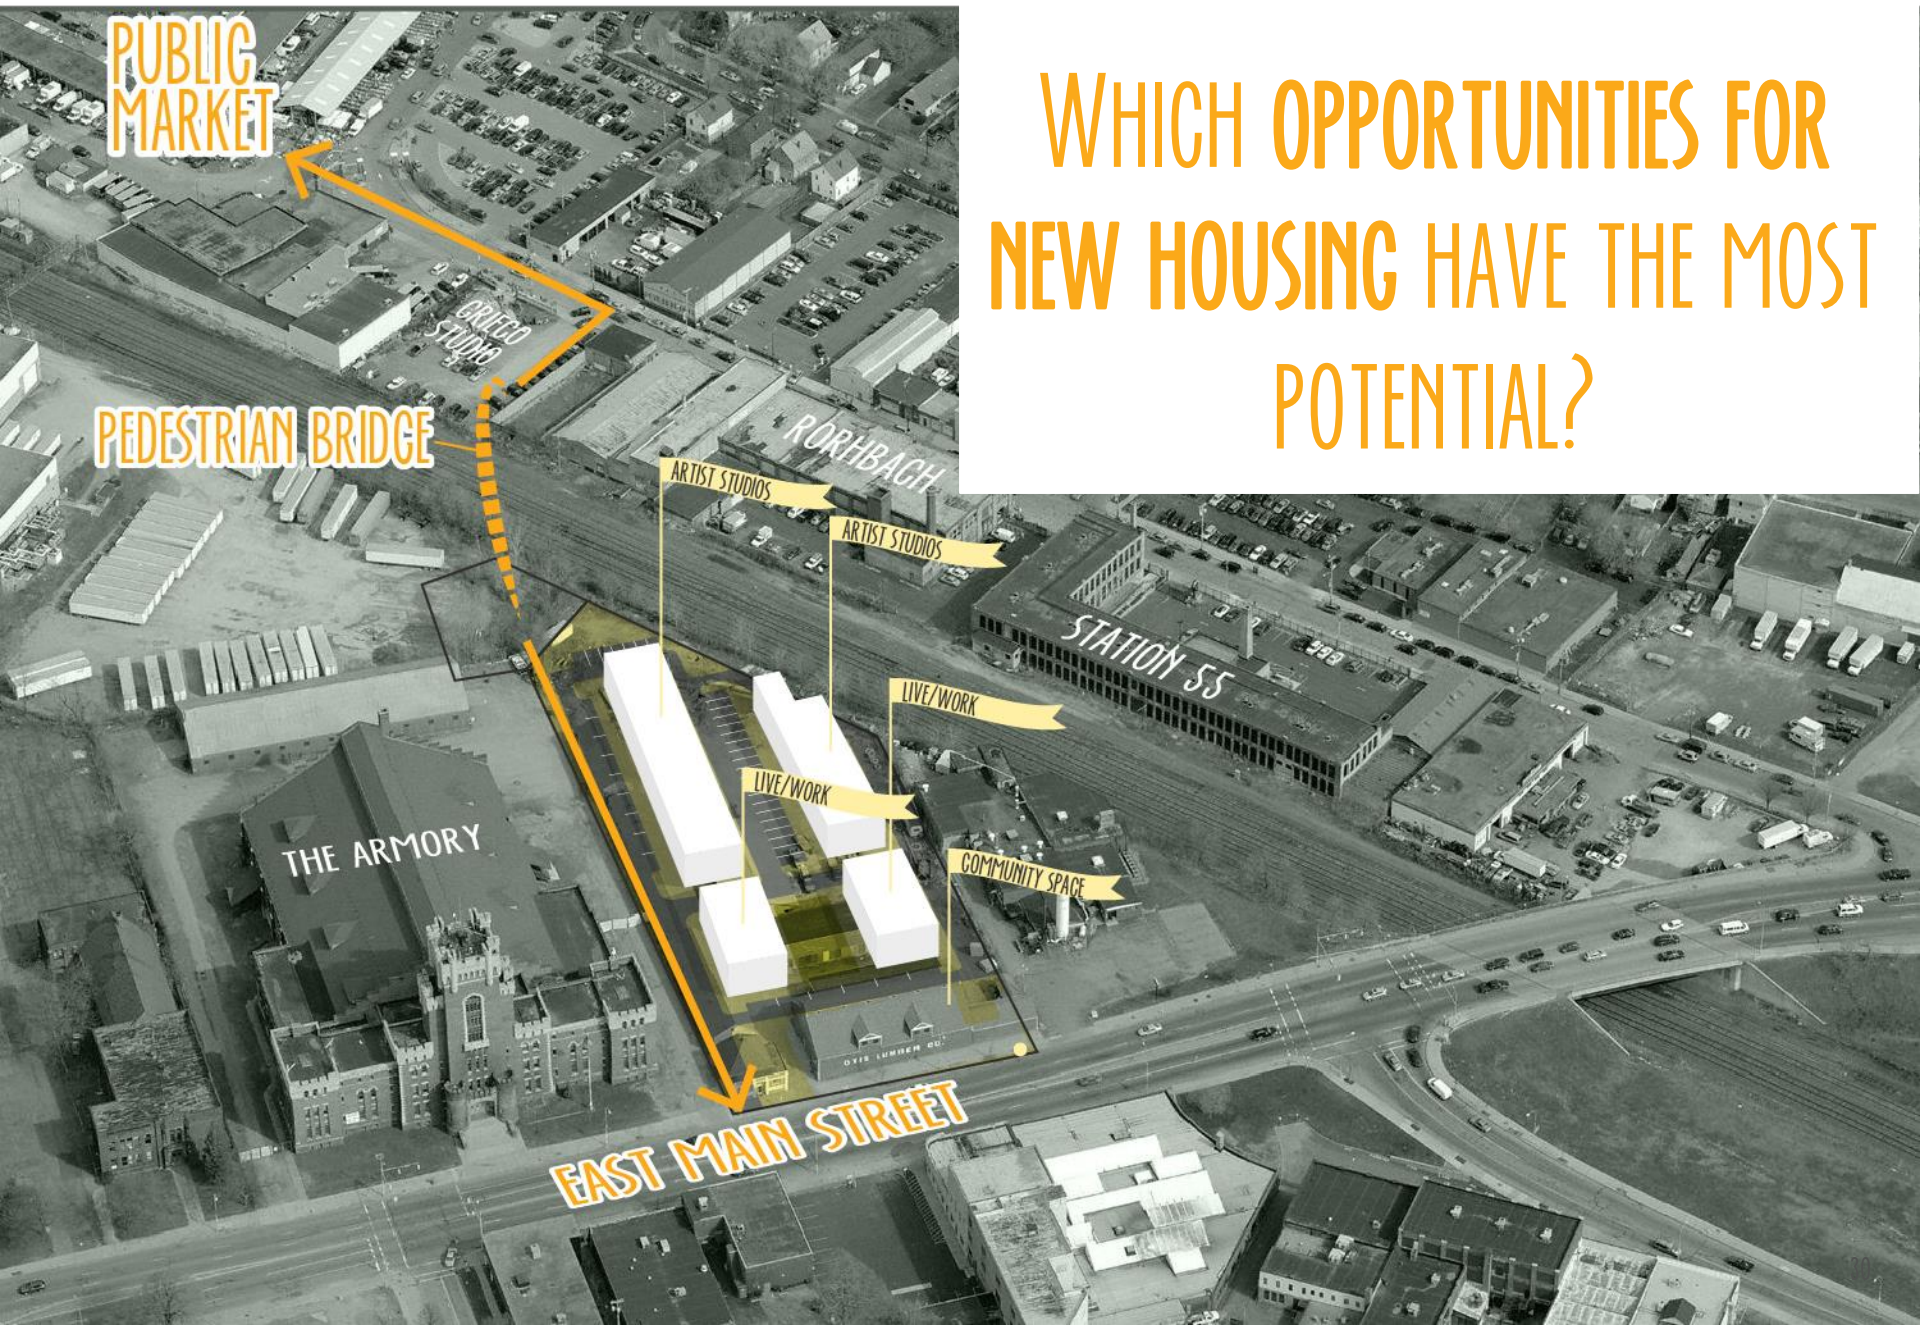 PUBLIC
MARKET
WHICH OPPORTUNITIES FOR
NEW HOUSING HAVE THE MOST
POTENTIAL?
GRIEGO
STUDIO
PEDESTRIAN BRIDGE
RORHBACH
ARTIST STUDIOS
ARTIST STUDIOS
STATION 55
LIVE/WORK
LIVE/WORK
THE ARMORY
COMMUNITY SPACE
OTIS LUMBER CO.
EAST MAIN STREET